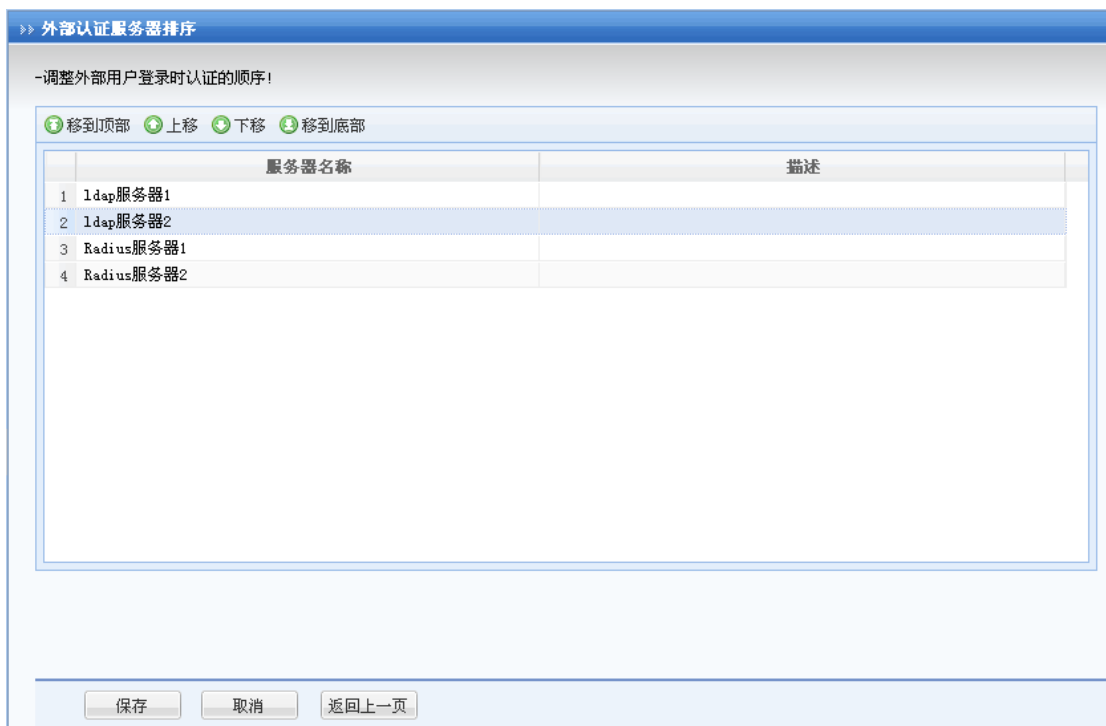 >> 外部认证服务器排序
-调整外部用户登录时认证的顺序!
移到顶部 上移 下移 移到底部
服务器名称 描述
1 ldap服务器1
2 ldap服务器2
3 Radius服务器1
4 Radius服务器2
保存 取消 返回上一页